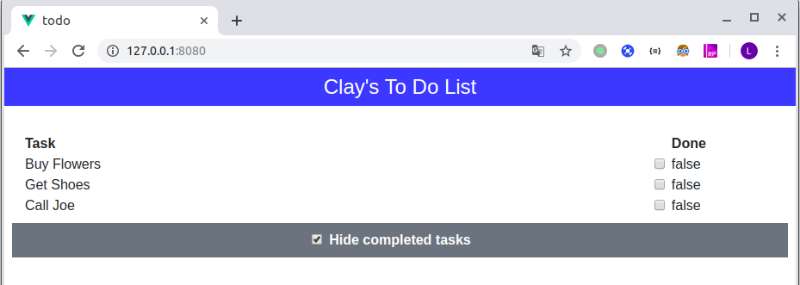 todo
127.0.0.1:8080
L
Clay's To Do List
Task Done
Buy Flowers false
Get Shoes false
Call Joe false
Hide completed tasks